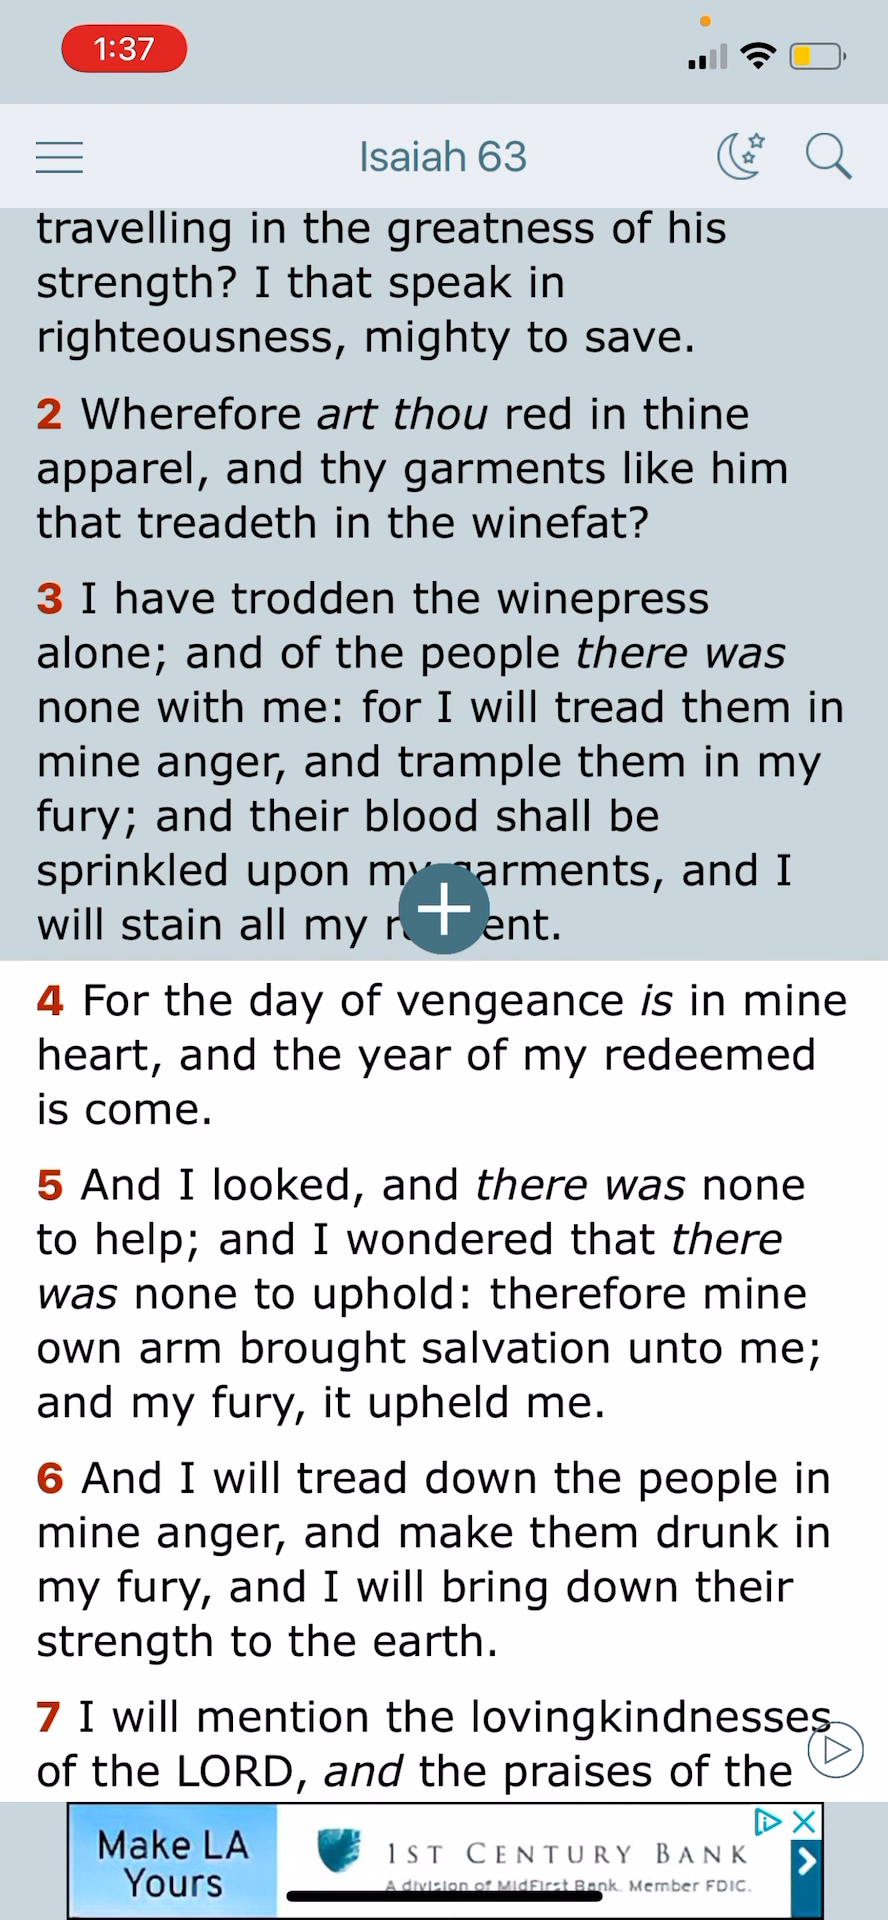 1:37
Isaiah 63
travelling in the greatness of his
strength? I that speak in
righteousness, mighty to save.
2 Wherefore art thou red in thine
apparel, and thy garments like him
that treadeth in the winefat?
3 I have trodden the winepress
alone; and of the people there was
none with me: for I will tread them in
mine anger, and trample them in my
fury; and their blood shall be
sprinkled upon my garments, and I
will stain all my
4 For the day of vengeance is in mine
heart, and the year of my redeemed
is come.
5 And I looked, and there was none
to help; and I wondered that there
was none to uphold: therefore mine
own arm brought salvation unto me;
and my fury, it upheld me.
6 And I will tread down the people in
mine anger, and make them drunk in
my fury, and I will bring down their
strength to the earth.
7 I will mention the lovingkindnesses
of the LORD, and the praises of the
Make LA
Yours
1ST CENTURY BANK
A division of MidFirst Bank. Member FDIC.